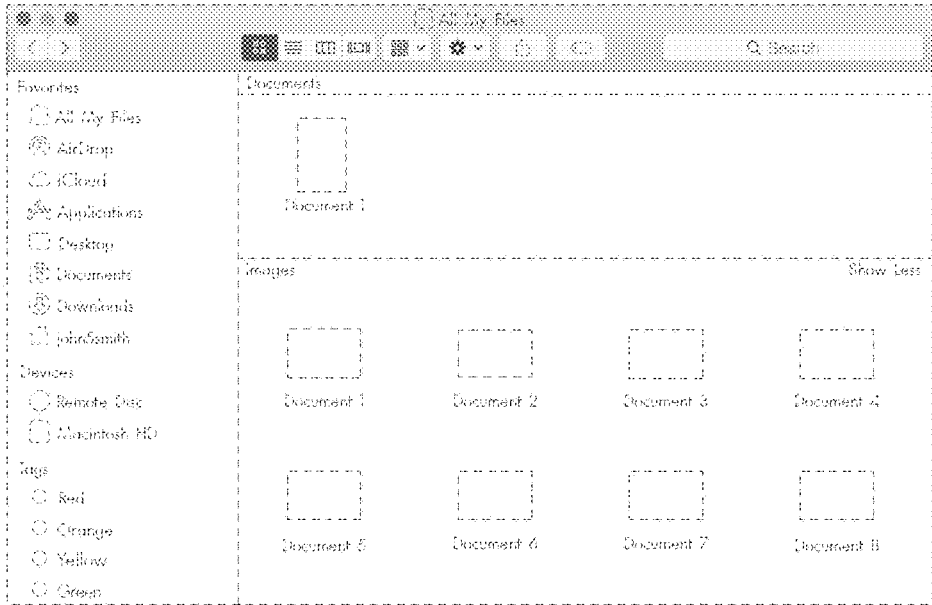 All My Files
Search
Favorites
All My Files
AirDrop
iCloud
Applications
Desktop
Documents
Downloads
JohnSmith
Devices
Remote Disc
Macintosh HD
Tags
Red
Orange
Yellow
Green
Documents
Document 1
Images Show Less
Document 1 Document 2 Document 3 Document 4
Document 5 Document 6 Document 7 Document 8